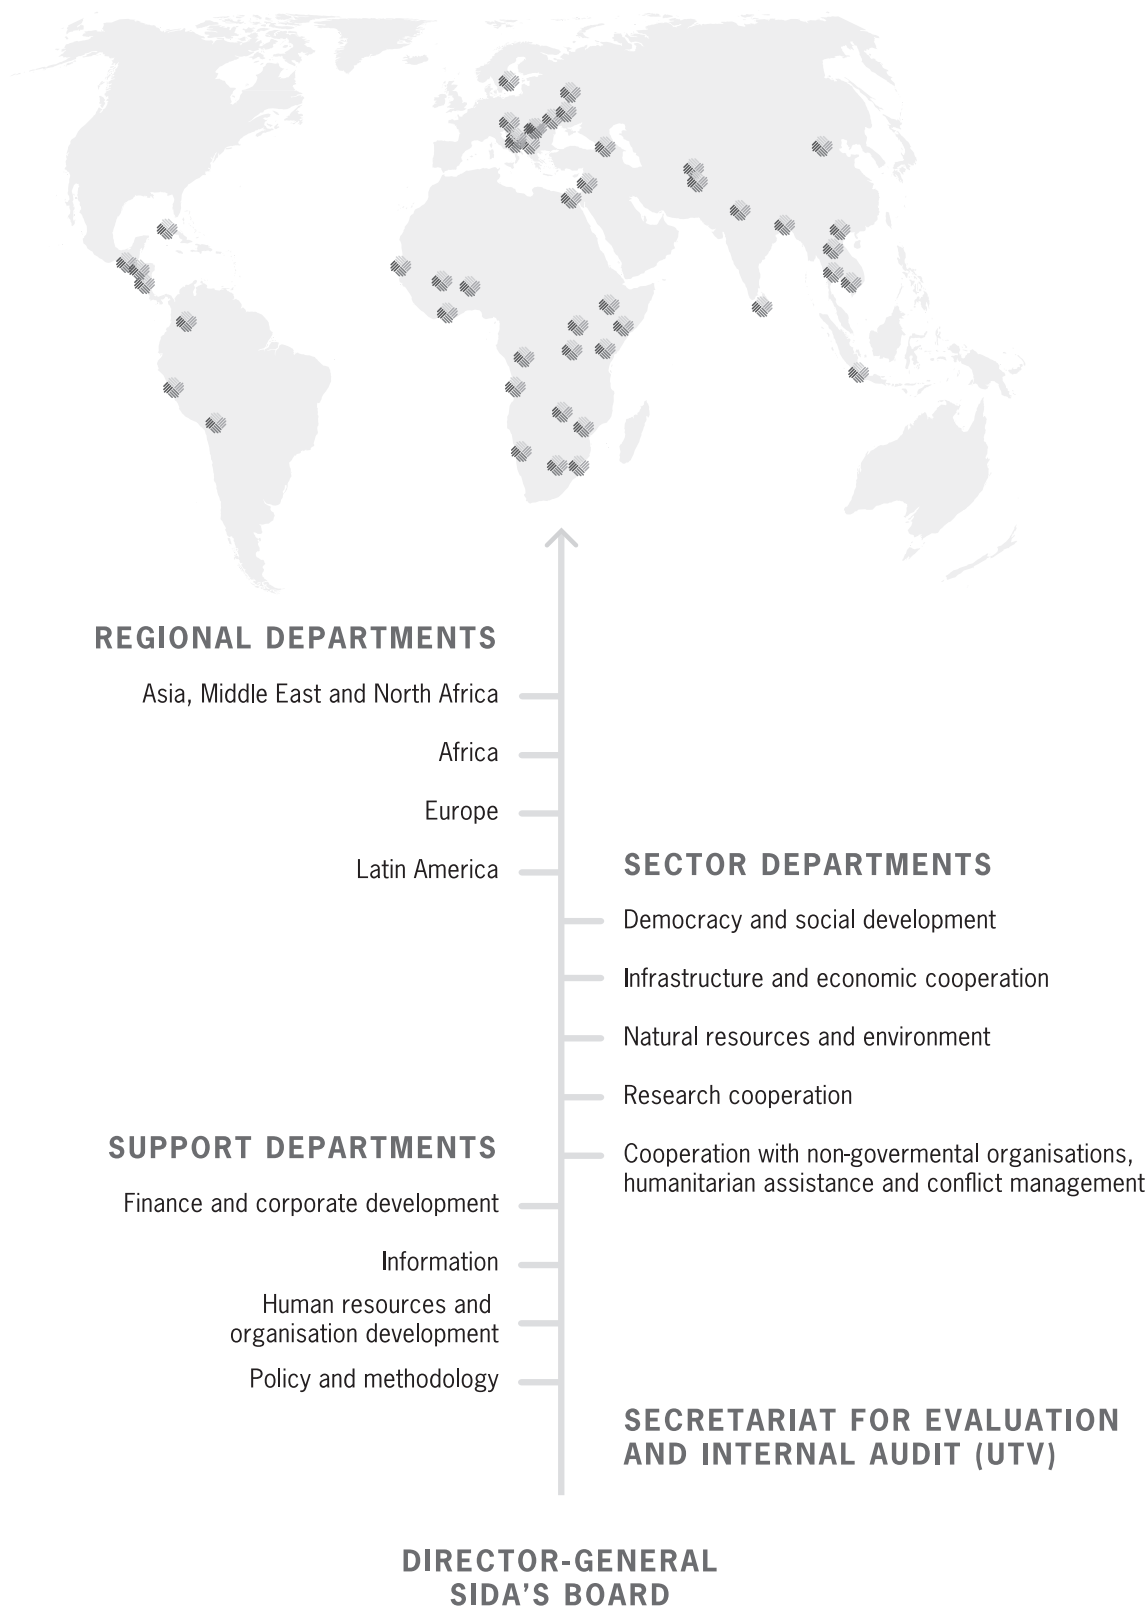 REGIONAL DEPARTMENTS
Asia, Middle East and North Africa
Africa
Europe
Latin America
SECTOR DEPARTMENTS
Democracy and social development
Infrastructure and economic cooperation
Natural resources and environment
Research cooperation
Cooperation with non-govermental organisations,
humanitarian assistance and conflict management
SUPPORT DEPARTMENTS
Finance and corporate development
Information
Human resources and
organisation development
Policy and methodology
SECRETARIAT FOR EVALUATION
AND INTERNAL AUDIT (UTV)
DIRECTOR-GENERAL
SIDA'S BOARD